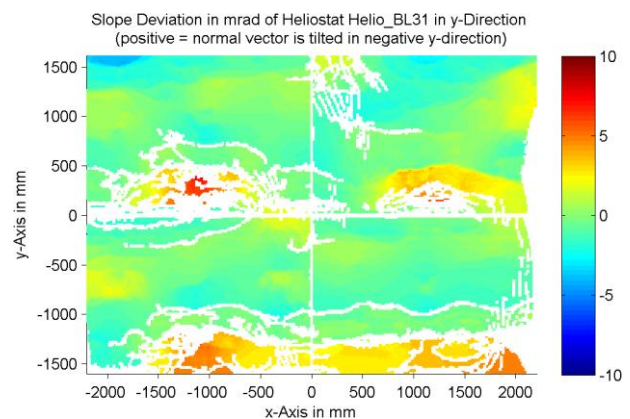 Slope Deviation in mrad of Heliostat Helio_BL31 in y-Direction
(positive = normal vector is tilted in negative y-direction)
1500
1000
500
0
-500
-1000
-1500
y-Axis in mm
-2000 -1500 -1000 -500 0 500 1000 1500 2000
x-Axis in mm
10
5
0
-5
-10